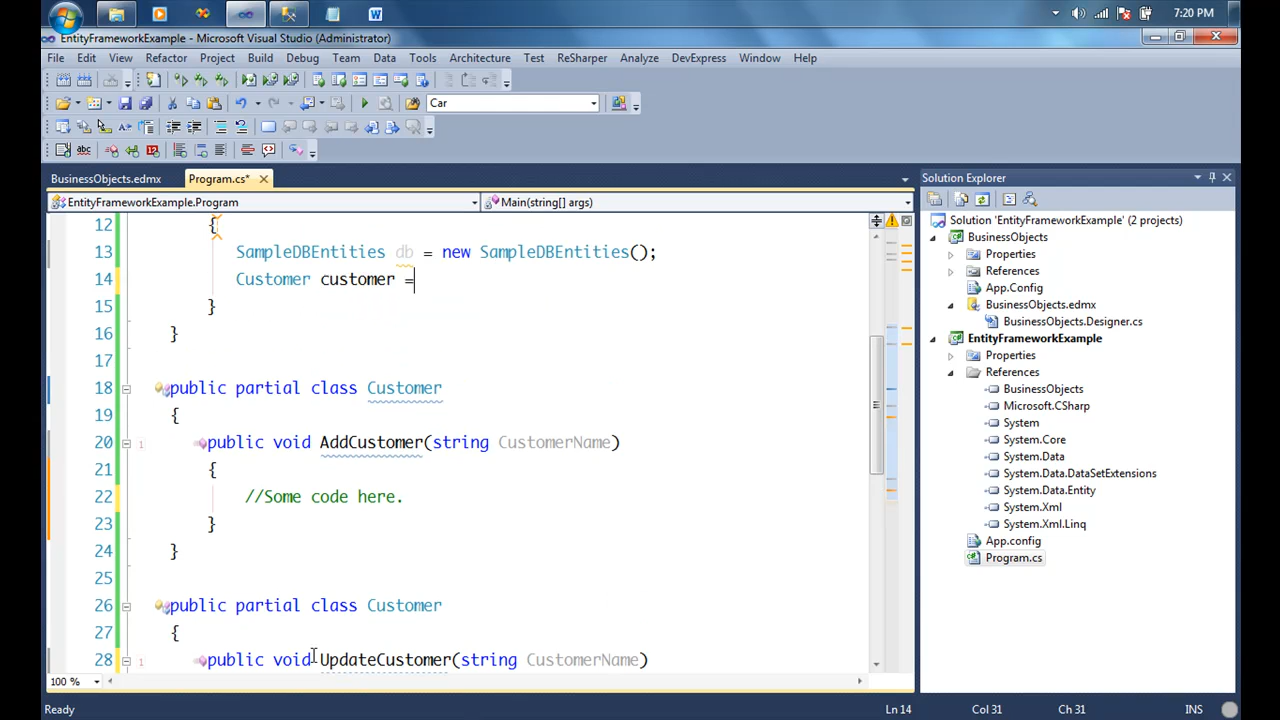 7:20 PM
EntityFrameworkExample - Microsoft Visual Studio (Administrator)
File Edit View Refactor Project Build Debug Team Data Tools Architecture Test ReSharper Analyze DevExpress Window Help
Car
BusinessObjects.edmx Program.cs*
EntityFrameworkExample.Program Main(string[] args)
12 {
13 SampleDBEntities db = new SampleDBEntities();
14 Customer customer =
15 }
16 }
17
18 public partial class Customer
19 {
20 1 public void AddCustomer(string CustomerName)
21 {
22 //Some code here.
23 }
24 }
25
26 public partial class Customer
27 {
28 1 public void UpdateCustomer(string CustomerName)
100 %
Solution Explorer
Solution 'EntityFrameworkExample' (2 projects)
BusinessObjects
Properties
References
App.Config
BusinessObjects.edmx
BusinessObjects.Designer.cs
EntityFrameworkExample
Properties
References
BusinessObjects
Microsoft.CSharp
System
System.Core
System.Data
System.Data.DataSetExtensions
System.Data.Entity
System.Xml
System.Xml.Linq
App.config
Program.cs
Ready Ln 14 Col 31 Ch 31 INS